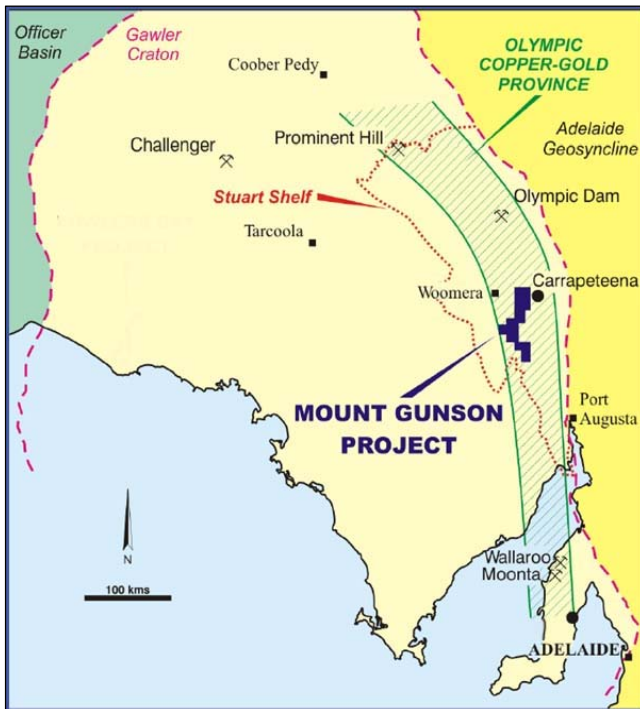 Officer
Basin
Gawler
Craton
OLYMPIC
COPPER-GOLD
PROVINCE
Coober Pedy
Adelaide
Geosyncline
Challenger
Prominent Hill
Stuart Shelf
Olympic Dam
Tarcoola
Woomera
Carrapeteena
MOUNT GUNSON
PROJECT
Port
Augusta
N
100 kms
Wallaroo
Moonta
ADELAIDE